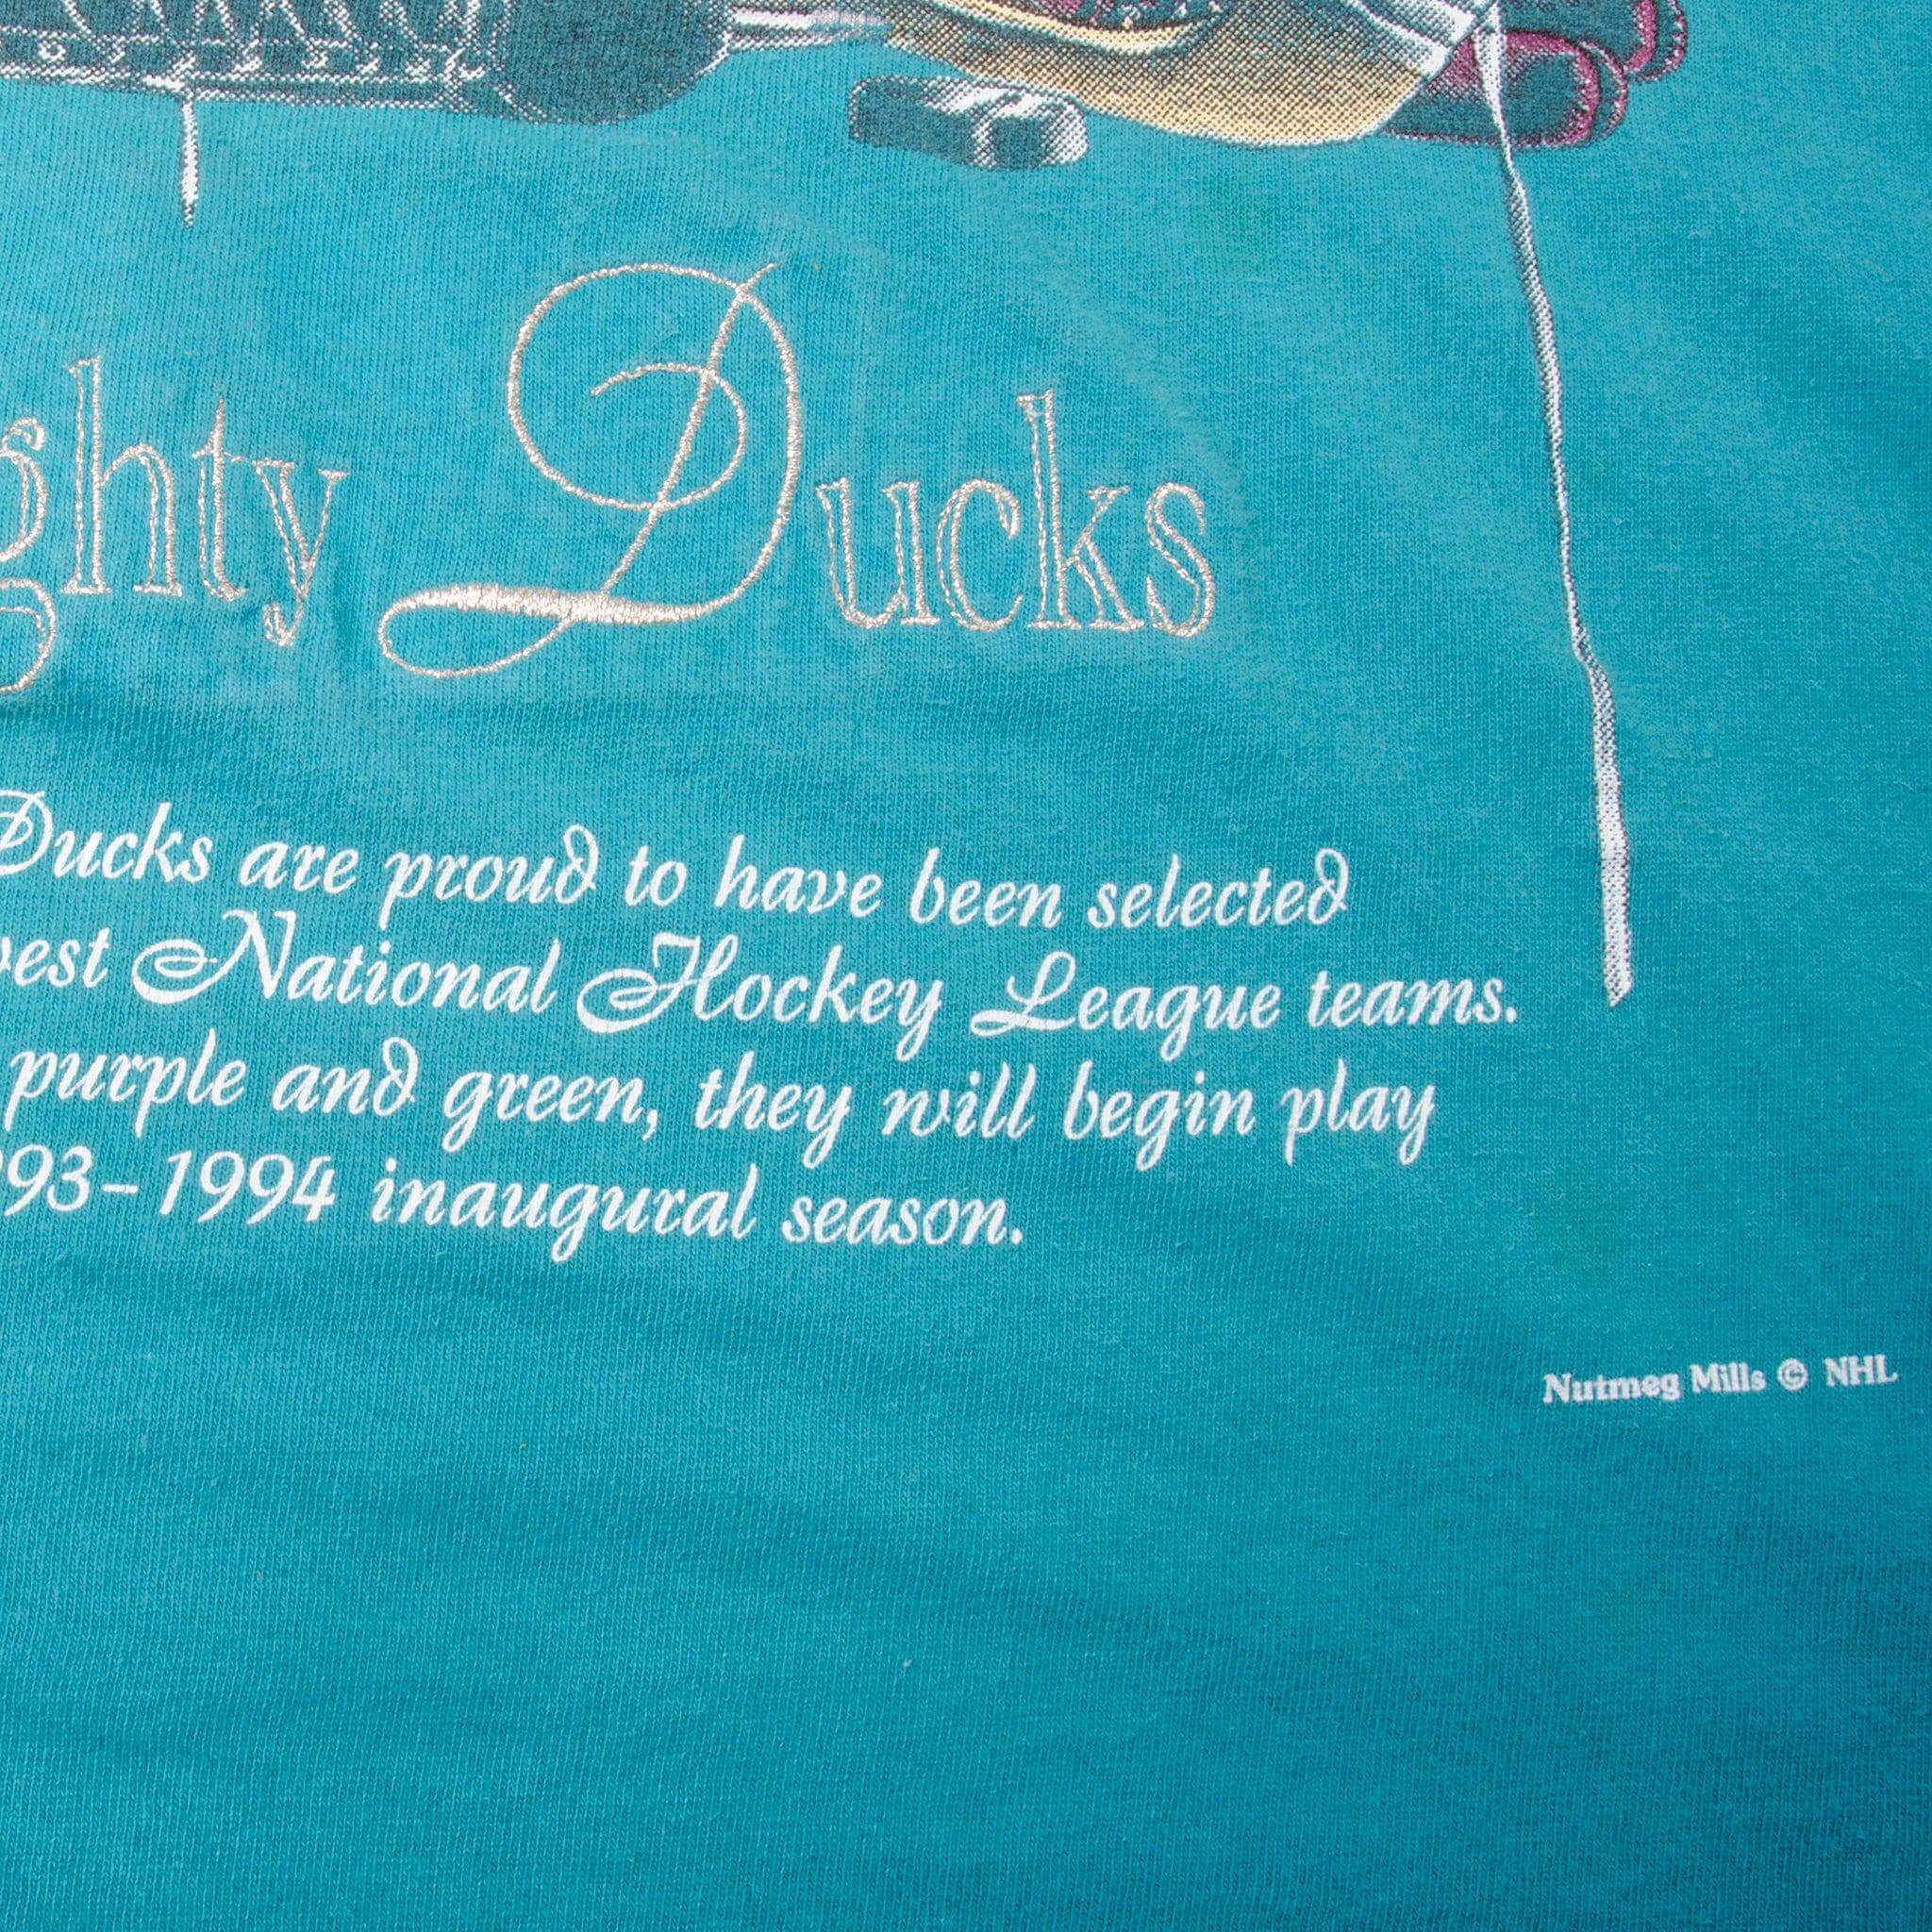 ghty Ducks
Ducks are proud to have been selected
National Hockey League teams.
purple and green, they will begin play
93-1994 inaugural season.
Nutmeg Mills © NHL